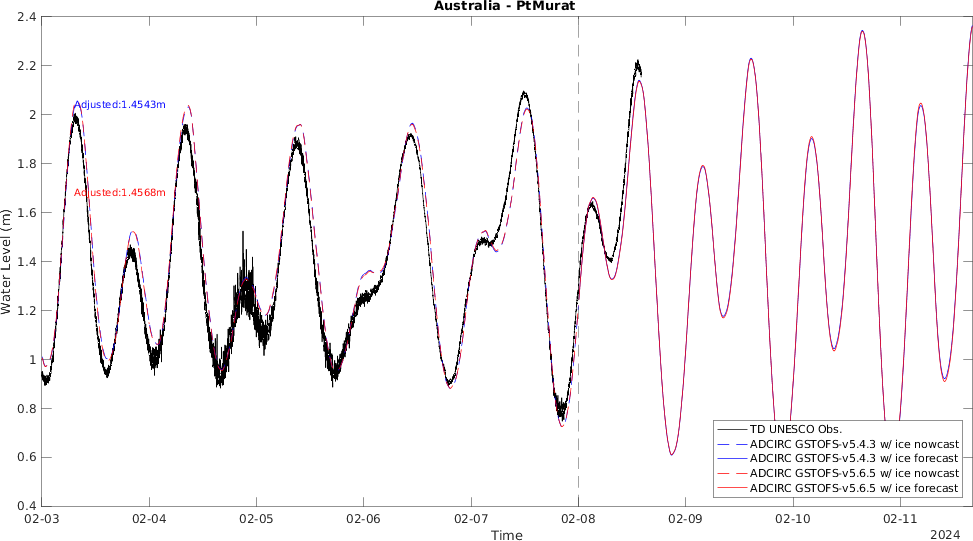 Australia - PtMurat
2.4
2.2
2
1.8
1.6
1.4
1.2
1
0.8
0.6
0.4
Water Level (m)
Adjusted:1.4543m
Adjusted:1.4568m
TD UNESCO Obs.
ADCIRC GSTOFS-v5.4.3 w/ ice nowcast
ADCIRC GSTOFS-v5.4.3 w/ ice forecast
ADCIRC GSTOFS-v5.6.5 w/ ice nowcast
ADCIRC GSTOFS-v5.6.5 w/ ice forecast
02-03 02-04 02-05 02-06 02-07 02-08 02-09 02-10 02-11
Time
2024